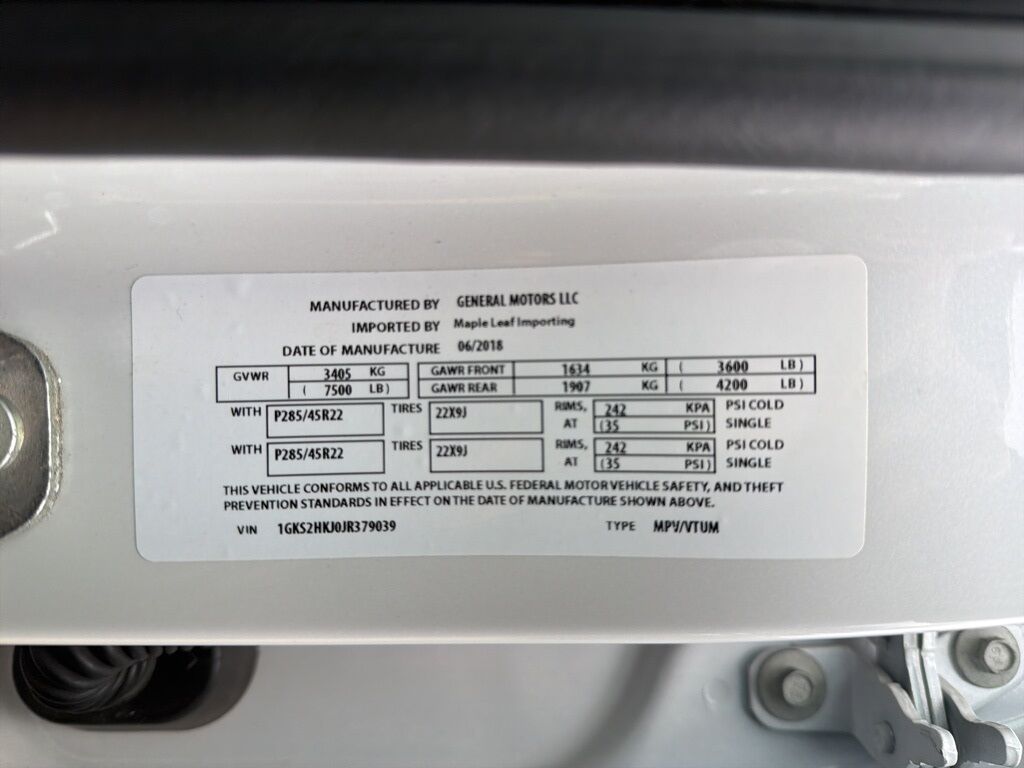 MANUFACTURED BY GENERAL MOTORS LLC
IMPORTED BY Maple Leaf Importing
DATE OF MANUFACTURE 06/2018
GVWR 3405 KG GAWR FRONT 1634 KG ( 3600 LB )
( 7500 LB ) GAWR REAR 1907 KG ( 4200 LB )
WITH P285/45R22 TIRES 22X9J RIMS, 242 KPA PSI COLD
AT (35 PSI) SINGLE
WITH P285/45R22 TIRES 22X9J RIMS, 242 KPA PSI COLD
AT (35 PSI) SINGLE
THIS VEHICLE CONFORMS TO ALL APPLICABLE U.S. FEDERAL MOTOR VEHICLE SAFETY, AND THEFT
PREVENTION STANDARDS IN EFFECT ON THE DATE OF MANUFACTURE SHOWN ABOVE.
VIN 1GKS2HKJ0JR379039 TYPE MPV/VTUM